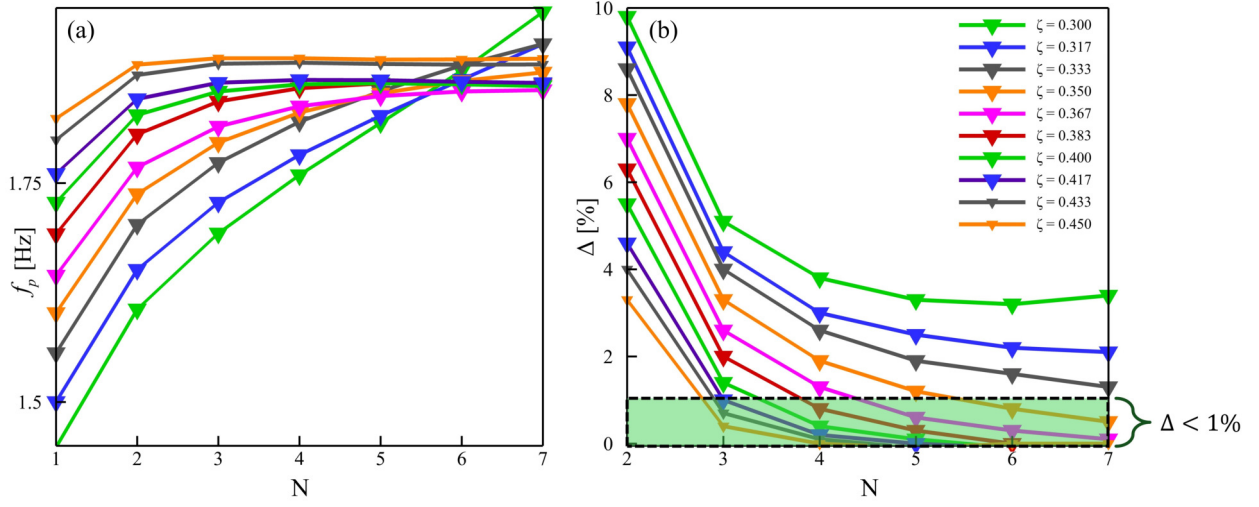 (a)
1.75
1.5
f_p [Hz]
1 2 3 4 5 6 7
N
(b)
10
8
6
4
2
0
Δ [%]
2 3 4 5 6 7
N
ζ = 0.300
ζ = 0.317
ζ = 0.333
ζ = 0.350
ζ = 0.367
ζ = 0.383
ζ = 0.400
ζ = 0.417
ζ = 0.433
ζ = 0.450
Δ < 1%